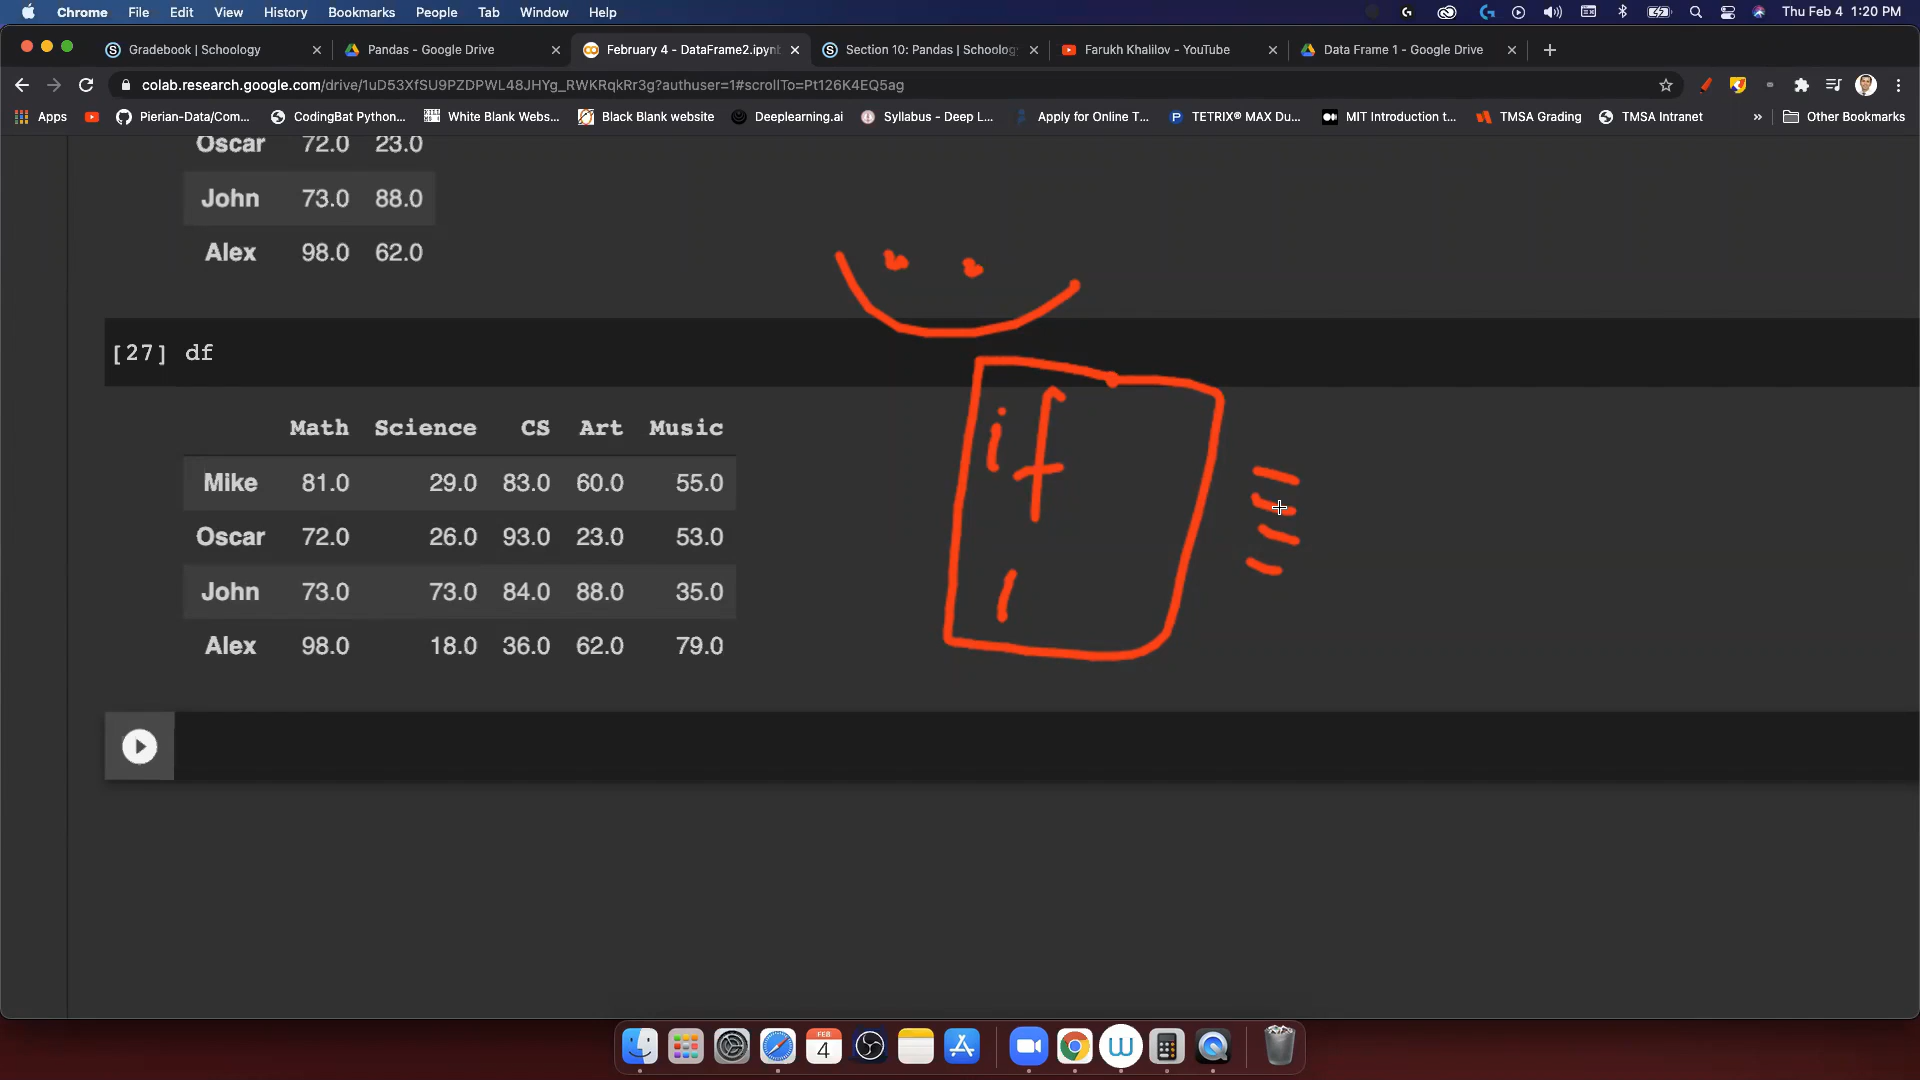 Chrome File Edit View History Bookmarks People Tab Window Help Thu Feb 4 1:20 PM
Gradebook | Schoology Pandas - Google Drive February 4 - DataFrame2.ipynb Section 10: Pandas | Schoology Farukh Khalilov - YouTube Data Frame 1 - Google Drive
colab.research.google.com/drive/1uD53XfSU9PZDPWL48JHYg_RWKRqkRr3g?authuser=1#scrollTo=Pt126K4EQ5ag
Apps Pierian-Data/Com... CodingBat Python... White Blank Webs... Black Blank website Deeplearning.ai Syllabus - Deep L... Apply for Online T... TETRIX® MAX Du... MIT Introduction t... TMSA Grading TMSA Intranet » Other Bookmarks
Oscar 72.0 23.0
John 73.0 88.0
Alex 98.0 62.0
[27] df
Math Science CS Art Music
Mike 81.0 29.0 83.0 60.0 55.0
Oscar 72.0 26.0 93.0 23.0 53.0
John 73.0 73.0 84.0 88.0 35.0
Alex 98.0 18.0 36.0 62.0 79.0
if
FEB
4